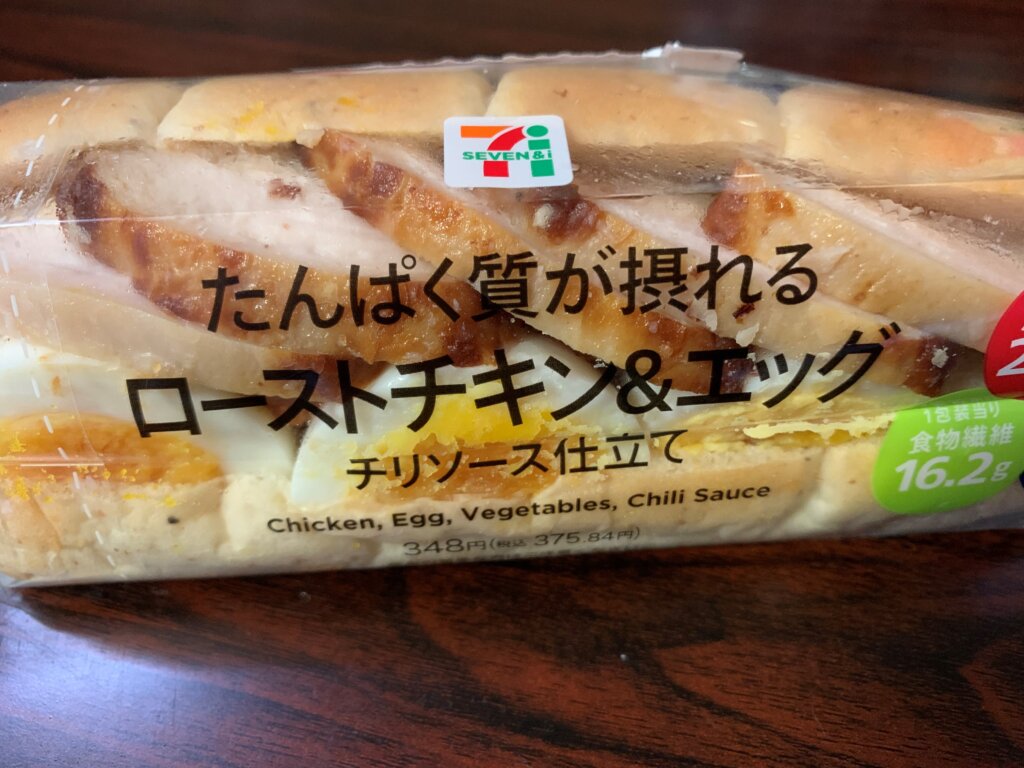 SEVEN&i
たんぱく質が摂れる
ローストチキン&エッグ
チリソース仕立て
Chicken, Egg, Vegetables, Chili Sauce
348円(税込 375.84円)
1包装当り
食物繊維
16.2g
2